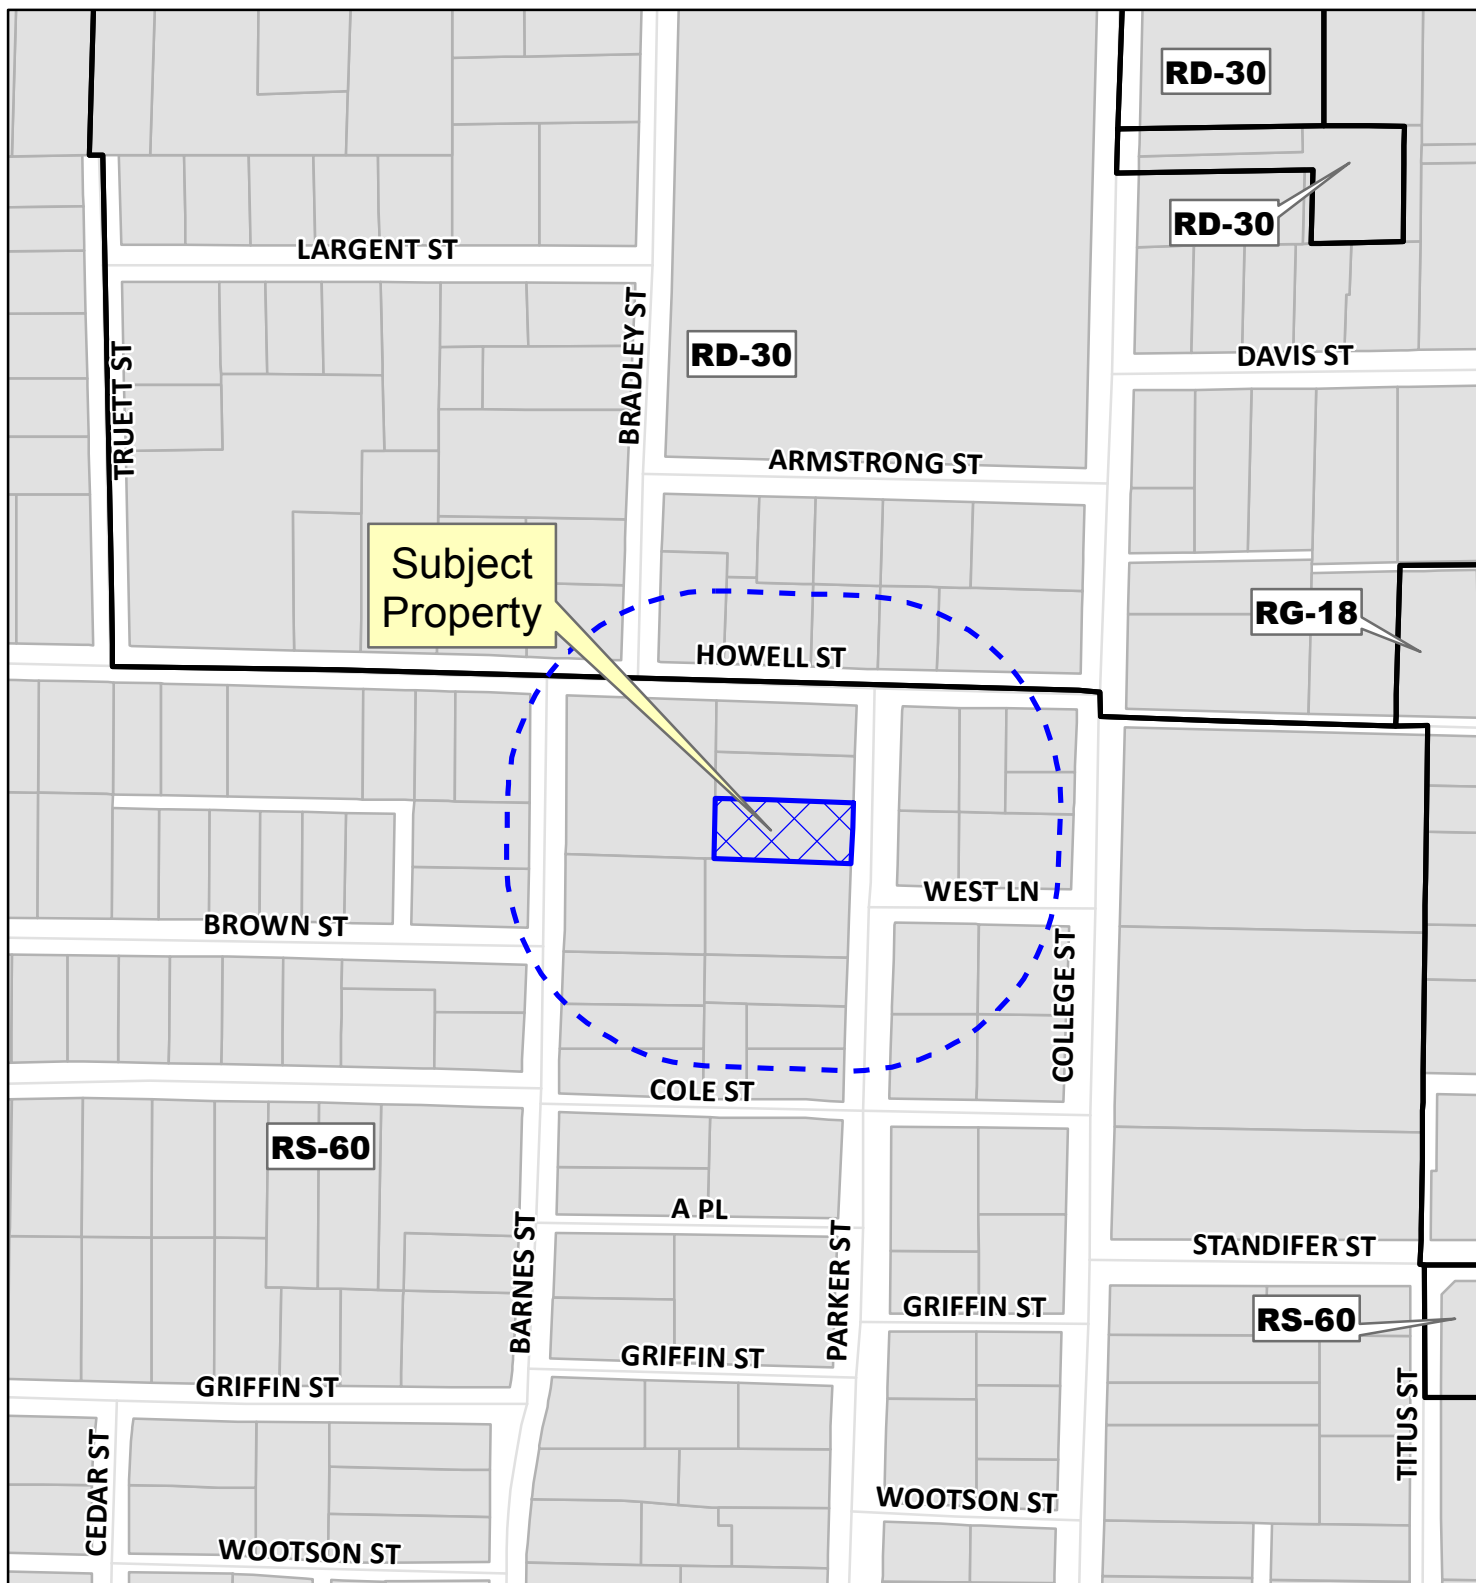 RD-30
RD-30
LARGENT ST
BRADLEY ST
TRUETT ST
RD-30
DAVIS ST
ARMSTRONG ST
Subject
Property
RG-18
HOWELL ST
WEST LN
BROWN ST
COLLEGE ST
COLE ST
RS-60
A PL
BARNES ST
PARKER ST
STANDIFER ST
GRIFFIN ST
RS-60
GRIFFIN ST
GRIFFIN ST
TITUS ST
CEDAR ST
WOOTSON ST
WOOTSON ST